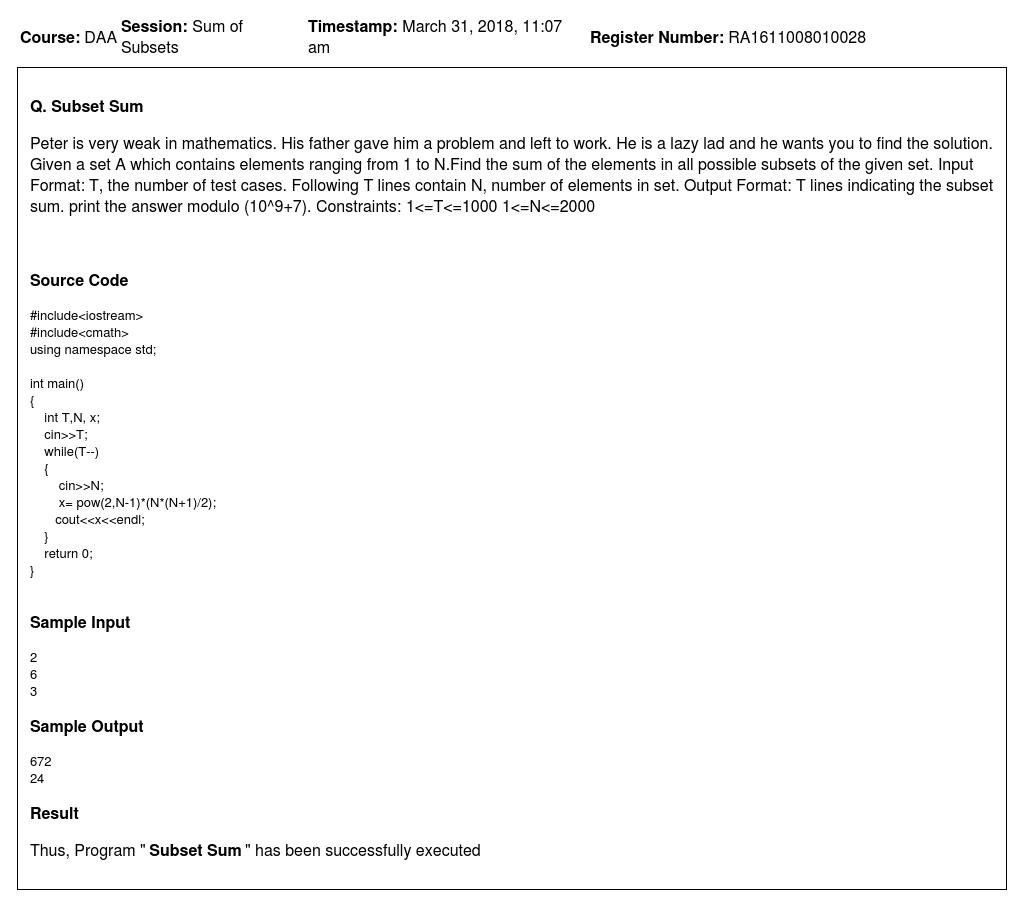 Course: DAA Session: Sum of Subsets Timestamp: March 31, 2018, 11:07 am Register Number: RA1611008010028
Q. Subset Sum
Peter is very weak in mathematics. His father gave him a problem and left to work. He is a lazy lad and he wants you to find the solution.
Given a set A which contains elements ranging from 1 to N.Find the sum of the elements in all possible subsets of the given set. Input
Format: T, the number of test cases. Following T lines contain N, number of elements in set. Output Format: T lines indicating the subset
sum. print the answer modulo (10^9+7). Constraints: 1<=T<=1000 1<=N<=2000
Source Code
#include<iostream>
#include<cmath>
using namespace std;
int main()
{
    int T,N, x;
    cin>>T;
    while(T--)
    {
        cin>>N;
        x= pow(2,N-1)*(N*(N+1)/2);
       cout<<x<<endl;
    }
    return 0;
}
Sample Input
2
6
3
Sample Output
672
24
Result
Thus, Program " Subset Sum " has been successfully executed